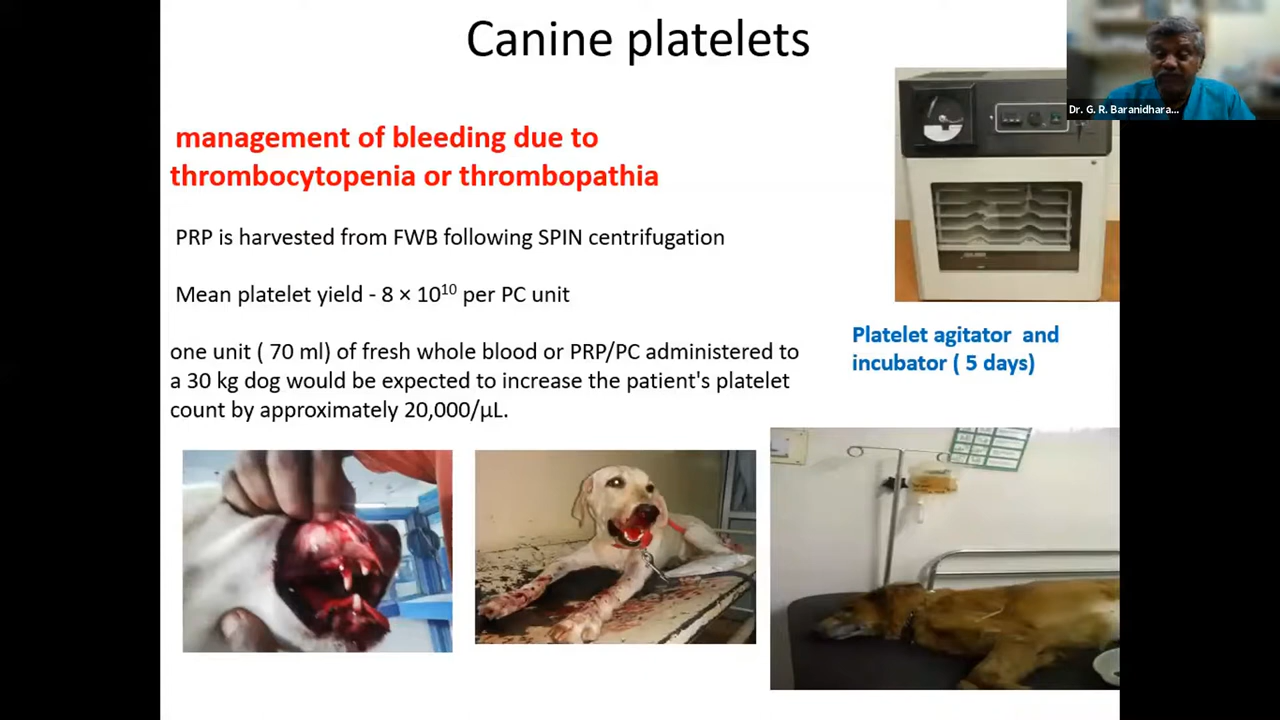 Canine platelets
Dr. G. R. Baranidhara...
management of bleeding due to
thrombocytopenia or thrombopathia
PRP is harvested from FWB following SPIN centrifugation
Mean platelet yield - 8 × 10¹⁰ per PC unit
one unit ( 70 ml) of fresh whole blood or PRP/PC administered to
a 30 kg dog would be expected to increase the patient's platelet
count by approximately 20,000/µL.
Platelet agitator and
incubator ( 5 days)